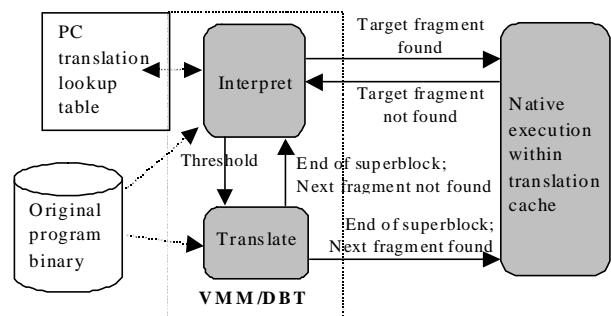 PC
translation
lookup
table
Interpret
Target fragment
found
Target fragment
not found
Native
execution
within
translation
cache
Threshold
End of superblock;
Next fragment not found
Original
program
binary
Translate
End of superblock;
Next fragment found
VMM/DBT